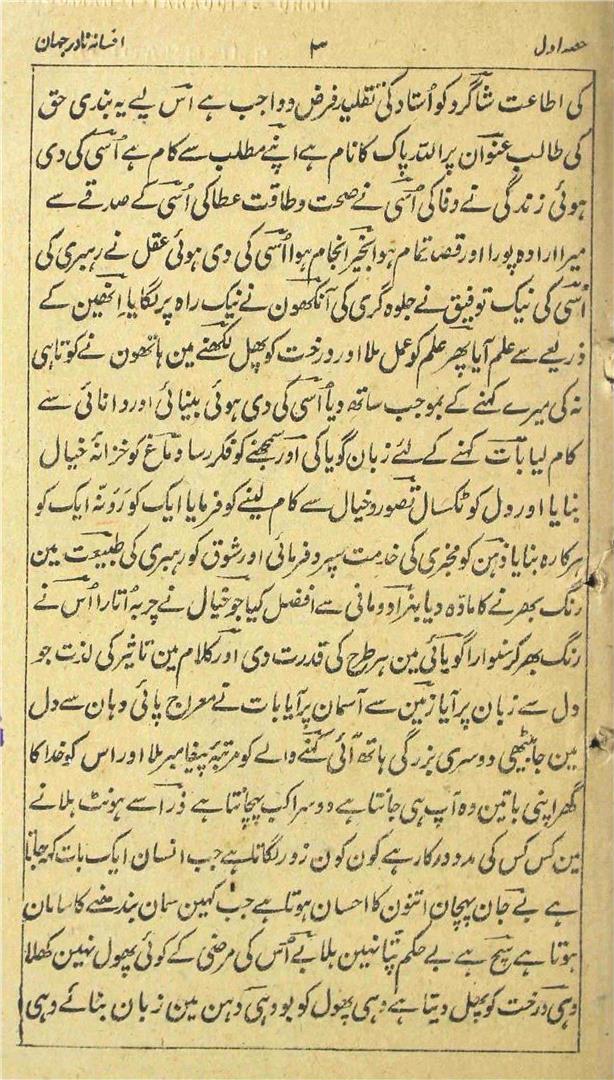 حصہ اول ۳ افسانہ نادر جہان
کی اطاعت شاگرد کو اُستاد کی تقلید فرض و واجب ہے اس لیے یہ بندی حق
کی طالب عنوان پر اللہ پاک کا نام ہے اپنے مطلب سے کام ہے اُسی کی دی
ہوئی زندگی نے وفا کی اُسی نے صحت و طاقت عطا کی اُسی کے صدقے سے
میرا ارادہ پورا اور قصہ تمام ہوا بخیر انجام ہوا اُسی کی دی ہوئی عقل نے رہبری کی
اُسی کی نیک توفیق نے جلوہ گری کی آنکھون نے نیک راہ پر لگایا اِنھین کے
ذریعے سے علم آیا پھر علم کو عمل ملا اور درخت کو پھل لکھنے مین ہاتھون نے کوتاہی
نہ کی میرے کہنے کے بموجب ساتھ دیا اُسی کی دی ہوئی بینائی اور دانائی سے
کام لیا بات کہنے کے لئے زبان گویا کی اور سمجھنے کو فکر رسا دماغ کو خزانۂ خیال
بنایا اور دل کو ٹکسال تصور و خیال سے کام لینے کو فرمایا ایک کو رَوَنّہ ایک کو
ہرکارہ بنایا ذہن کو مخبری کی خدمت سپرد فرمائی اور شوق کو رہبری کی طبیعت مین
رنگ بھرنے کا مادّہ دیا بہزاد و مانی سے افضل کیا جو خیال نے چربہ اُتارا اُس نے
رنگ بھر کر سنوارا گویائی مین ہر طرح کی قدرت دی اور کلام مین تاثیر کی لذت جو
دل سے زبان پر آیا زمین سے آسمان پر آیا بات نے معراج پائی دہان سے دل
مین جا بیٹھی دوسری بزرگی ہاتھ آئی کہنے والے کو مرتبۂ پیغامبر ملا اور اس کو خدا کا
گھر اپنی باتین وہ آپ ہی جانتا ہے دوسرا کب پہچانتا ہے ذرا سے ہونٹ ہلانے
مین کس کس کی مدد درکار ہے کون کون زور لگاتا ہے جب انسان ایک بات کہہ جاتا
ہے بے جان پہچان اتنون کا احسان ہوتا ہے جب کہین سمان بندھنے کا سامان
ہوتا ہے سچ ہے بے حکم پتا نہین ہلا بے اُس کی مرضی کے کوئی پھول نہین کھلا
وہی درخت کو پھل دیتا ہے وہی پھول کو بو وہی دہن مین زبان بنائے وہی